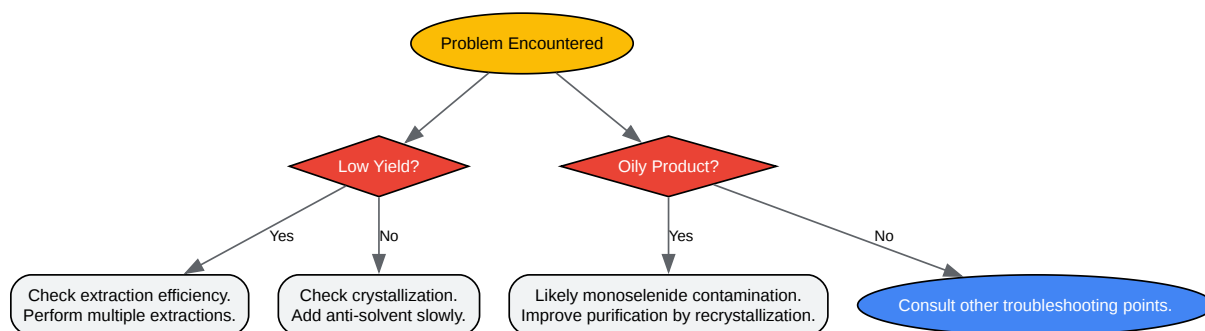 Problem Encountered
Low Yield?
Oily Product?
Yes
No
Yes
No
Check extraction efficiency.
Perform multiple extractions.
Check crystallization.
Add anti-solvent slowly.
Likely monoselenide contamination.
Improve purification by recrystallization.
Consult other troubleshooting points.